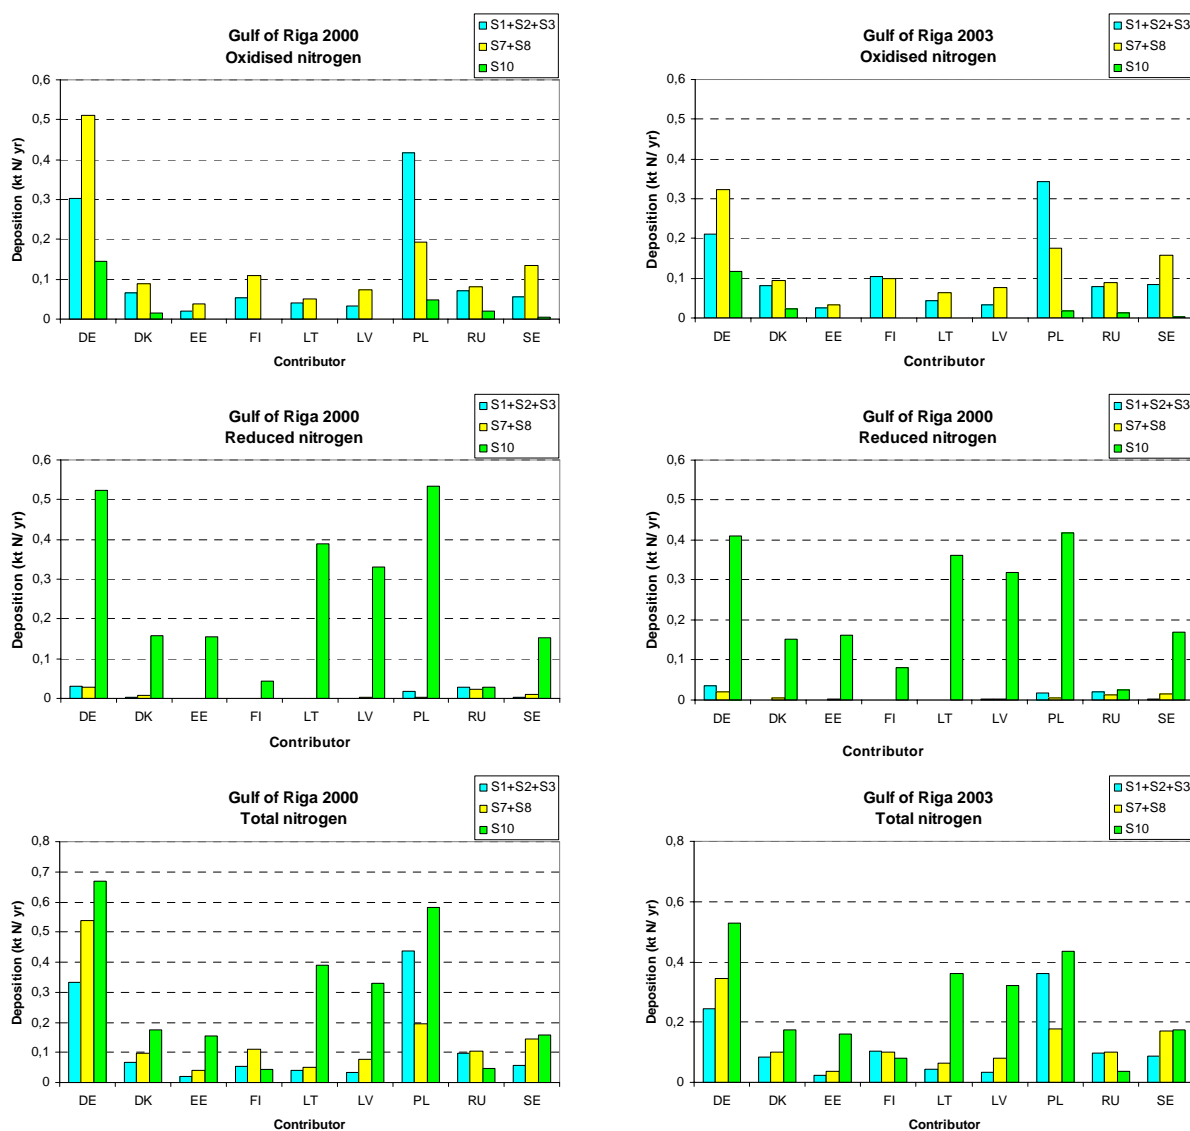 Gulf of Riga 2000
Oxidised nitrogen
S1+S2+S3
S7+S8
S10
Deposition (kt N/ yr)
0,6
0,5
0,4
0,3
0,2
0,1
0
DE DK EE FI LT LV PL RU SE
Contributor
Gulf of Riga 2003
Oxidised nitrogen
S1+S2+S3
S7+S8
S10
Deposition (kt N/ yr)
0,6
0,5
0,4
0,3
0,2
0,1
0
DE DK EE FI LT LV PL RU SE
Contributor
Gulf of Riga 2000
Reduced nitrogen
S1+S2+S3
S7+S8
S10
Deposition (kt N/ yr)
0,6
0,5
0,4
0,3
0,2
0,1
0
DE DK EE FI LT LV PL RU SE
Contributor
Gulf of Riga 2000
Reduced nitrogen
S1+S2+S3
S7+S8
S10
Deposition (kt N/ yr)
0,6
0,5
0,4
0,3
0,2
0,1
0
DE DK EE FI LT LV PL RU SE
Contributor
Gulf of Riga 2000
Total nitrogen
S1+S2+S3
S7+S8
S10
Deposition (kt N/ yr)
0,8
0,7
0,6
0,5
0,4
0,3
0,2
0,1
0
DE DK EE FI LT LV PL RU SE
Contributor
Gulf of Riga 2003
Total nitrogen
S1+S2+S3
S7+S8
S10
Deposition (kt N/ yr)
0,8
0,6
0,4
0,2
0
DE DK EE FI LT LV PL RU SE
Contributor